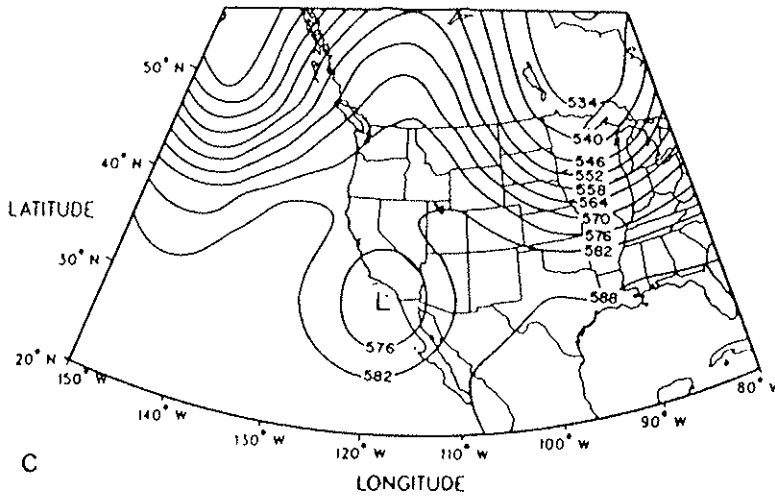 50° N
40° N
LATITUDE
30° N
20° N
150° W
140° W
130° W
120° W
110° W
100° W
90° W
80° W
LONGITUDE
534
540
546
552
558
564
570
576
582
588
L
576
582
C